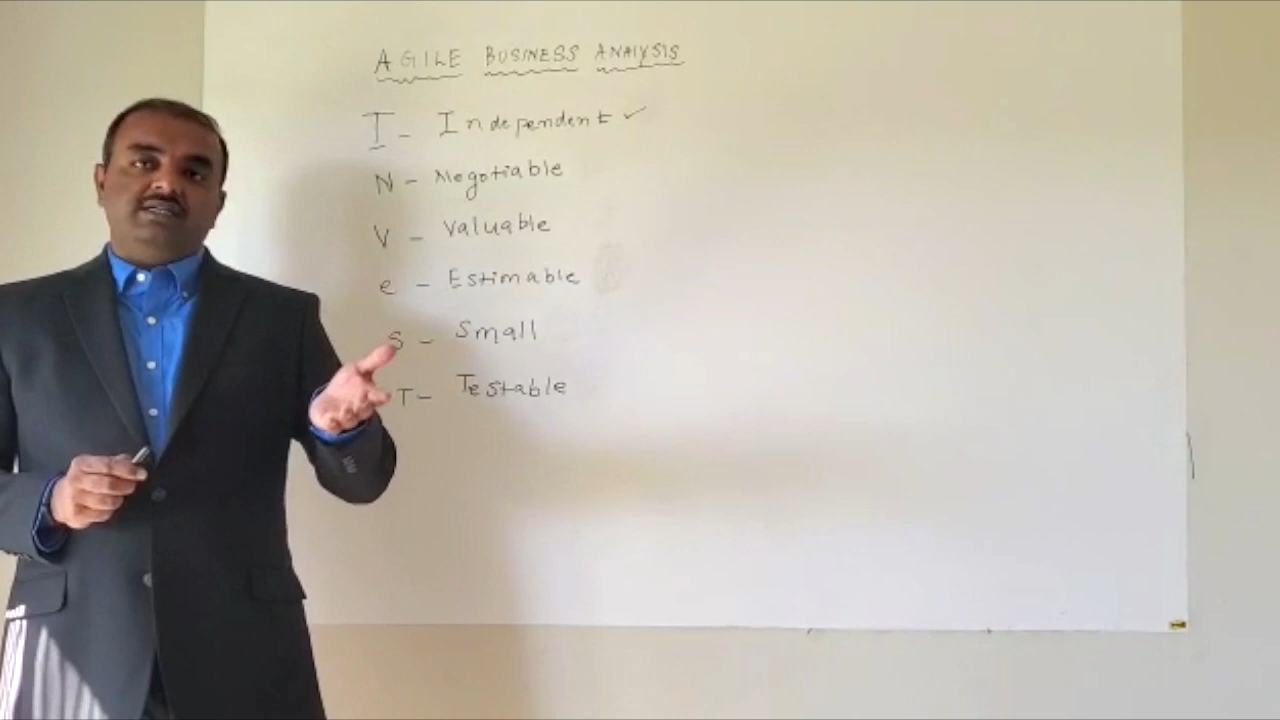 AGILE BUSINESS ANALYSIS
I - Independent ✓
N - Negotiable
V - Valuable
e - Estimable
S - Small
T - Testable